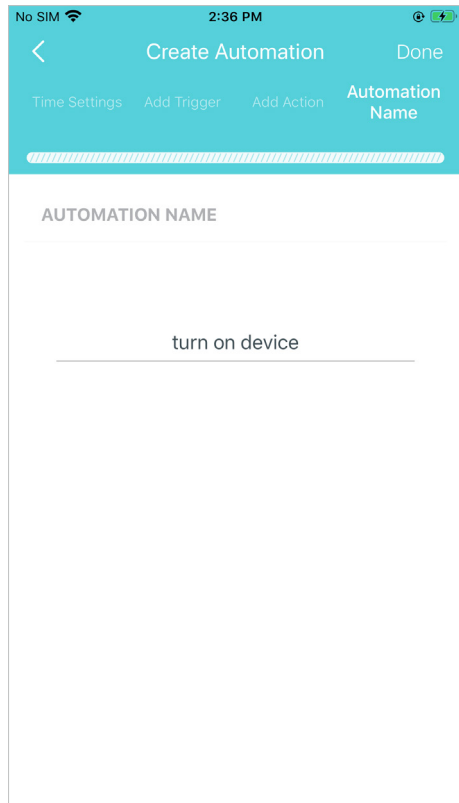 No SIM 2:36 PM
Create Automation Done
Time Settings Add Trigger Add Action Automation
Name
AUTOMATION NAME
turn on device